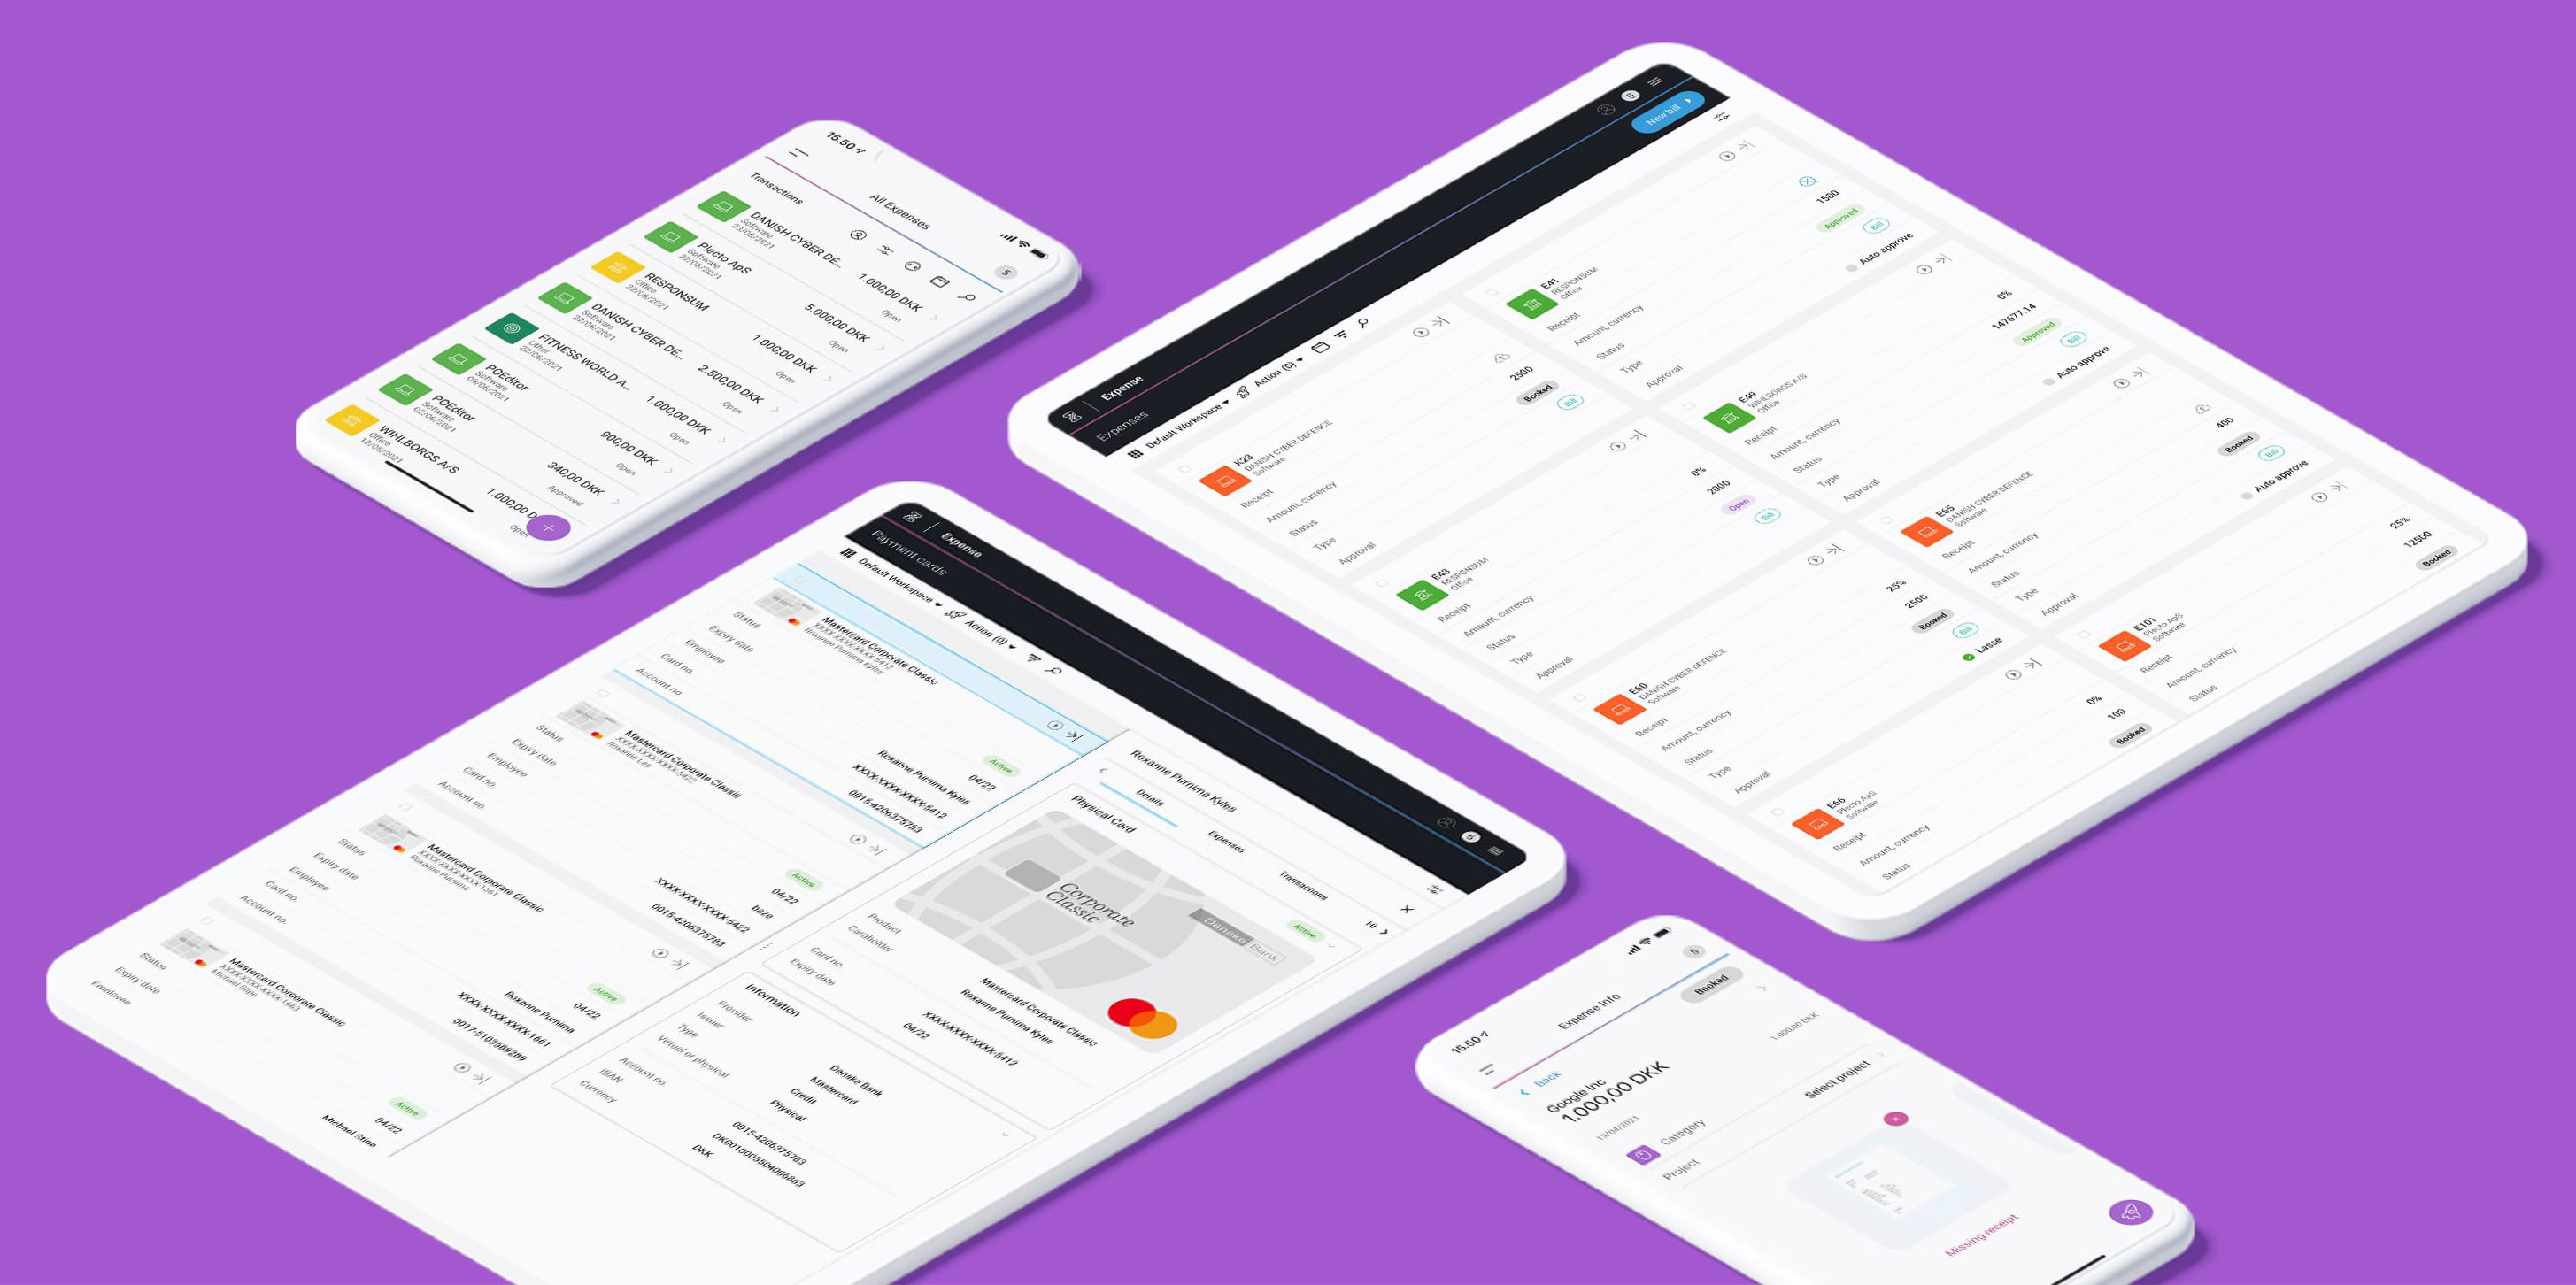 15.50
All Expenses
5
Transactions
DANISH CYBER DE...
Software
23/06/2021
1.000,00 DKK
Open
Plecto ApS
Software
22/06/2021
5.000,00 DKK
Open
RESPONSUM
Office
22/06/2021
1.000,00 DKK
Open
DANISH CYBER DE...
Software
22/06/2021
2.500,00 DKK
Open
FITNESS WORLD A...
Other
22/06/2021
1.000,00 DKK
Open
POEditor
Software
09/06/2021
900,00 DKK
Open
POEditor
Software
02/06/2021
340,00 DKK
Approved
WIHLBORGS A/S
Office
12/05/2021
1.000,00 D
Open
Expense
5
Expenses
New bill
Default Workspace
Action (0)
K23
DANISH CYBER DEFENCE
Software
Receipt
Amount, currency
2500
Status
Booked
Type
Bill
Approval
E41
RESPONSUM
Office
Receipt
Amount, currency
1500
Status
Approved
Type
Bill
Approval
Auto approve
E43
RESPONSUM
Office
Receipt
0%
Amount, currency
2000
Status
Open
Type
Bill
Approval
E49
WIHLBORGS A/S
Office
Receipt
0%
Amount, currency
147677.14
Status
Approved
Type
Bill
Approval
Auto approve
E60
DANISH CYBER DEFENCE
Software
Receipt
25%
Amount, currency
2500
Status
Booked
Type
Bill
Approval
Lasse
E65
DANISH CYBER DEFENCE
Software
Receipt
Amount, currency
400
Status
Booked
Type
Bill
Approval
Auto approve
E66
Plecto ApS
Software
Receipt
0%
Amount, currency
100
Status
Booked
E101
Plecto ApS
Software
Receipt
25%
Amount, currency
12500
Status
Booked
Expense
5
Payment cards
Default Workspace
Action (0)
Mastercard Corporate Classic
XXXX-XXXX-XXXX-5412
Roxanne Purnima Kyles
Status
Active
Expiry date
04/22
Employee
Roxanne Purnima Kyles
Card no.
XXXX-XXXX-XXXX-5412
Account no.
0015-4206375783
Mastercard Corporate Classic
XXXX-XXXX-XXXX-5422
Roxanne Les
Status
Active
Expiry date
04/22
Employee
baze
Card no.
XXXX-XXXX-XXXX-5422
Account no.
0015-4206375783
Mastercard Corporate Classic
XXXX-XXXX-XXXX-1661
Roxanne Purnima
Status
Active
Expiry date
04/22
Employee
Roxanne Purnima
Card no.
XXXX-XXXX-XXXX-1661
Account no.
0017-5103589289
Mastercard Corporate Classic
XXXX-XXXX-XXXX-1663
Michael Stipe
Status
Active
Expiry date
04/22
Employee
Michael Stipe
Roxanne Purnima Kyles
Details
Expenses
Transactions
Hi
Physical Card
Active
Corporate
Classic
Danske Bank
Product
Mastercard Corporate Classic
Cardholder
Roxanne Purnima Kyles
Card no.
XXXX-XXXX-XXXX-5412
Expiry date
04/22
Information
Provider
Danske Bank
Issuer
Mastercard
Type
Credit
Virtual or physical
Physical
Account no.
0015-4206375783
IBAN
DK0010005504006863
Currency
DKK
15.50
Expense Info
5
Back
Booked
Google Inc
1.000,00 DKK
13/04/2021
1.000,00 DKK
Category
Project
Select project
Missing receipt